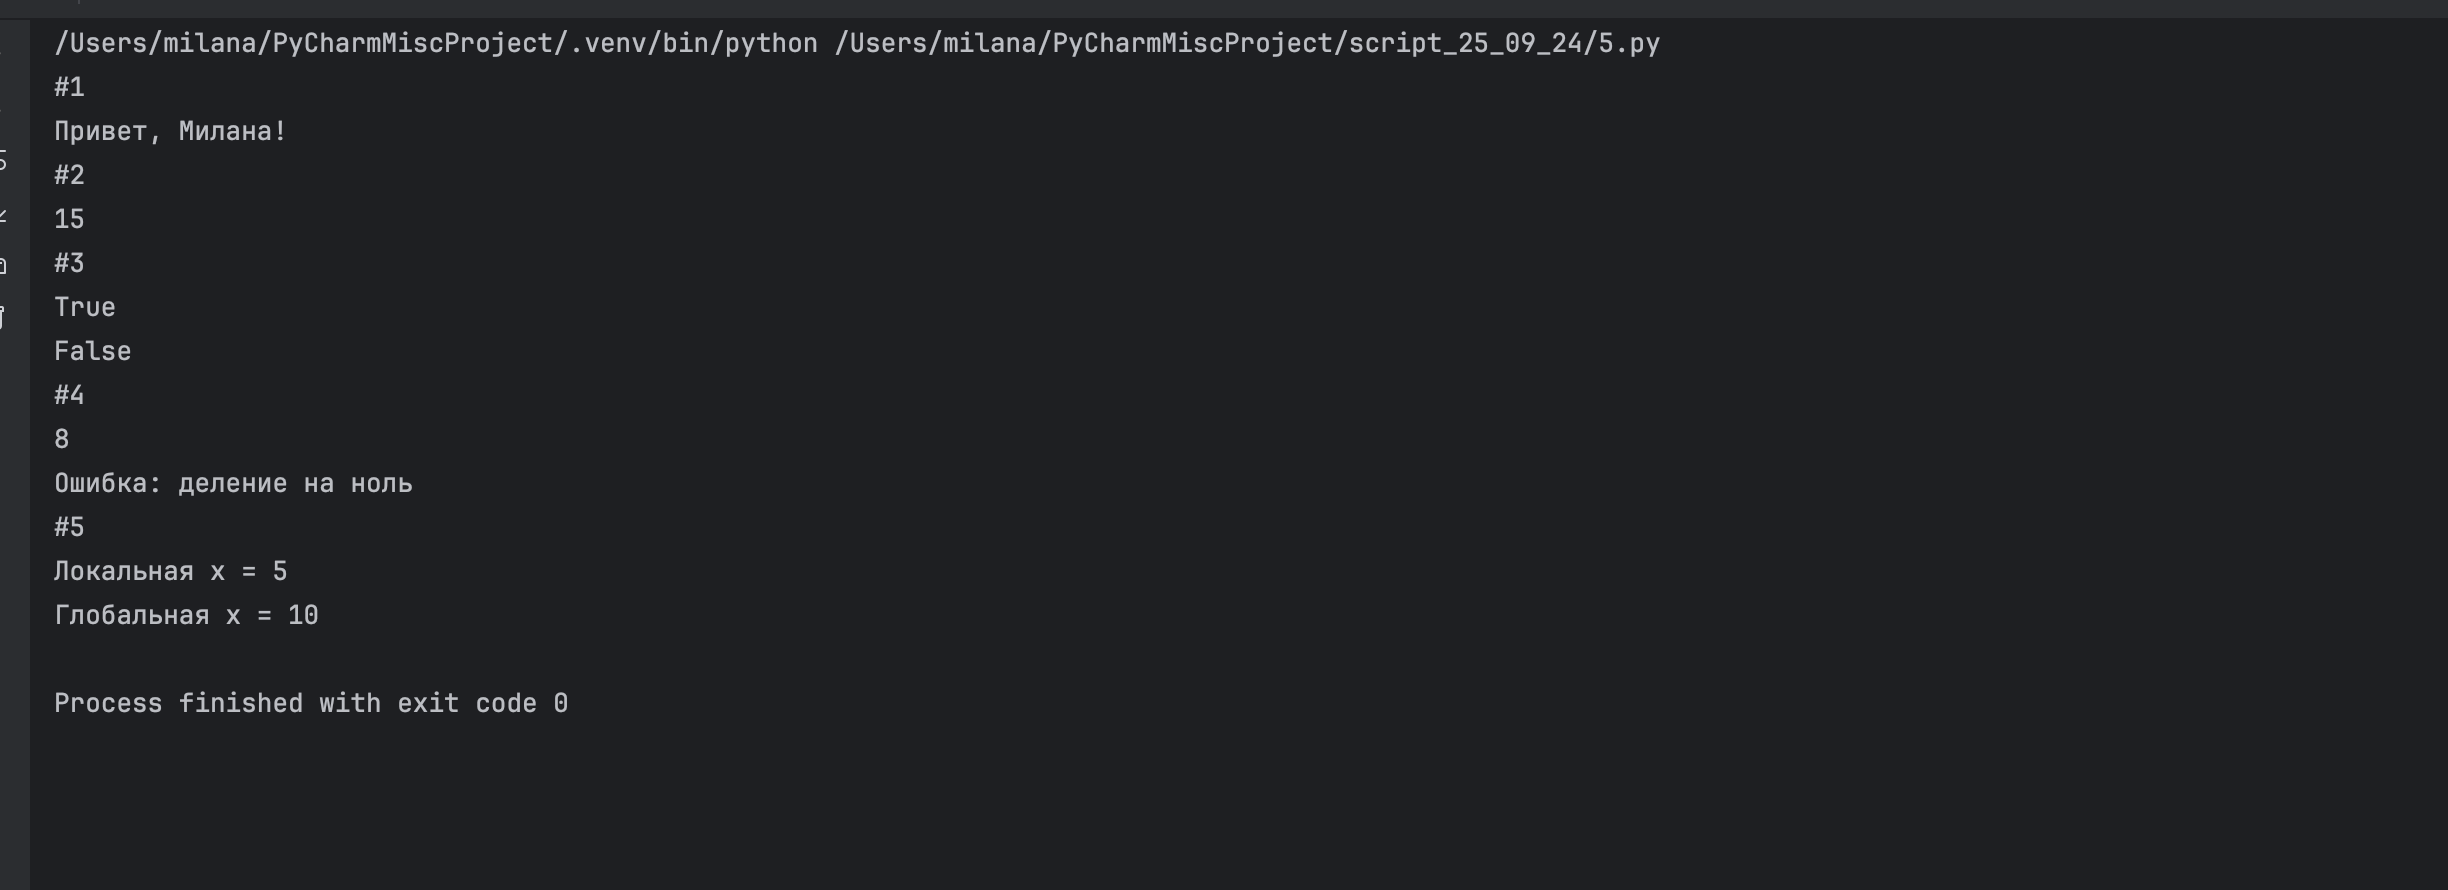 /Users/milana/PyCharmMiscProject/.venv/bin/python /Users/milana/PyCharmMiscProject/script_25_09_24/5.py
#1
Привет, Милана!
#2
15
#3
True
False
#4
8
Ошибка: деление на ноль
#5
Локальная x = 5
Глобальная x = 10
Process finished with exit code 0